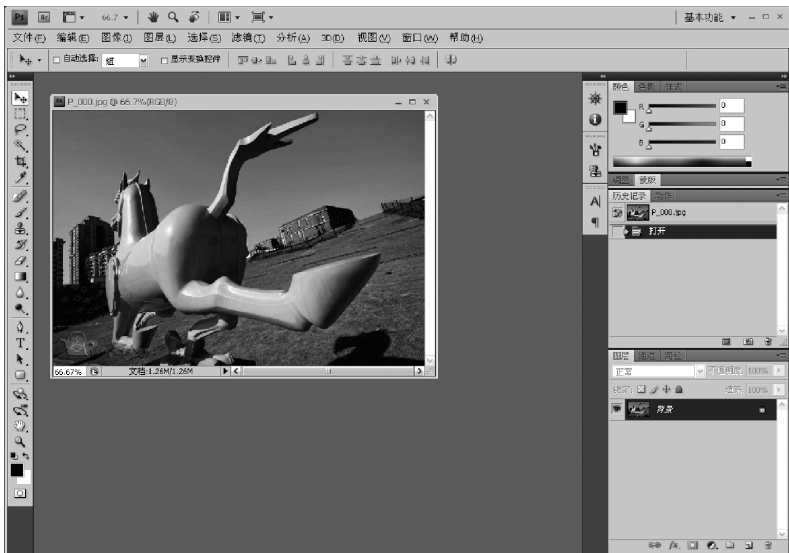 Ps Br 66.7 基本功能
文件(F) 编辑(E) 图像(I) 图层(L) 选择(S) 滤镜(T) 分析(A) 3D(D) 视图(V) 窗口(W) 帮助(H)
自动选择: 组 显示变换控件
P_000.jpg @ 66.7%(RGB/8)
66.67% 文档:1.26M/1.26M
颜色 色板 样式
R 0
G 0
B 0
调整 蒙版
历史记录 动作
P_000.jpg
打开
图层 通道 路径
正常 不透明度: 100%
锁定: 填充: 100%
背景